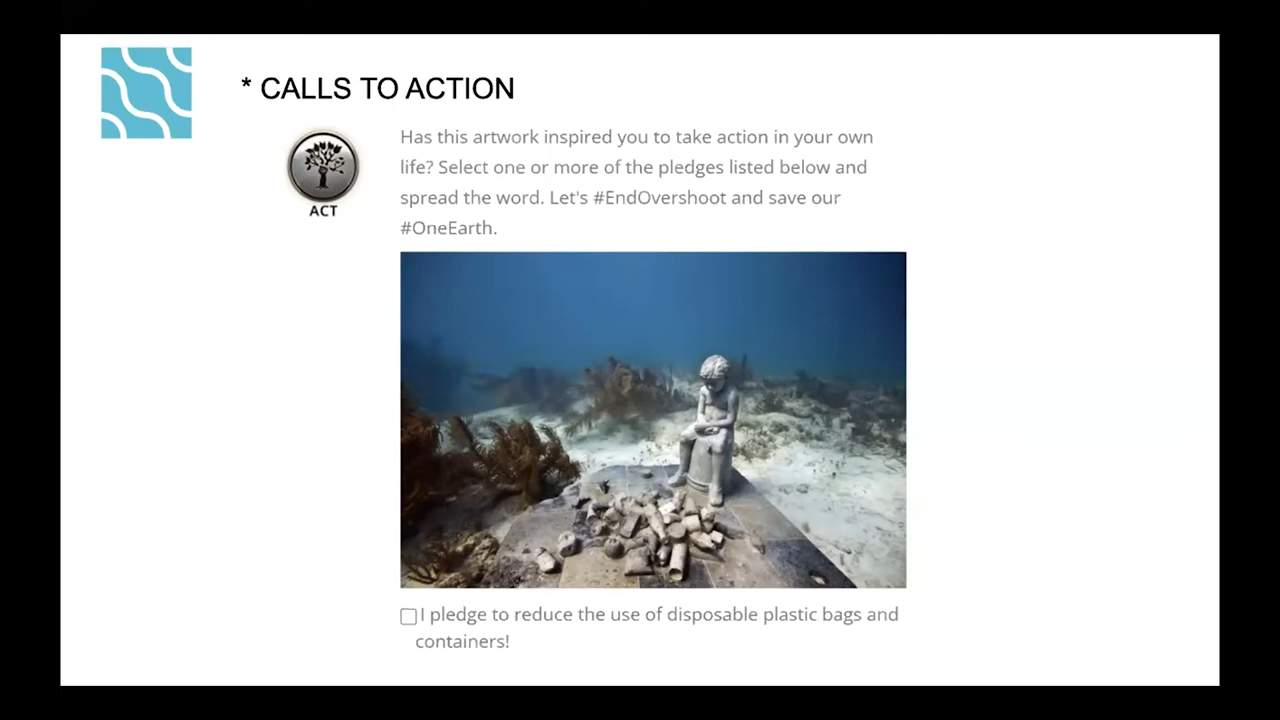 * CALLS TO ACTION
ACT
Has this artwork inspired you to take action in your own
life? Select one or more of the pledges listed below and
spread the word. Let's #EndOvershoot and save our
#OneEarth.
I pledge to reduce the use of disposable plastic bags and
containers!